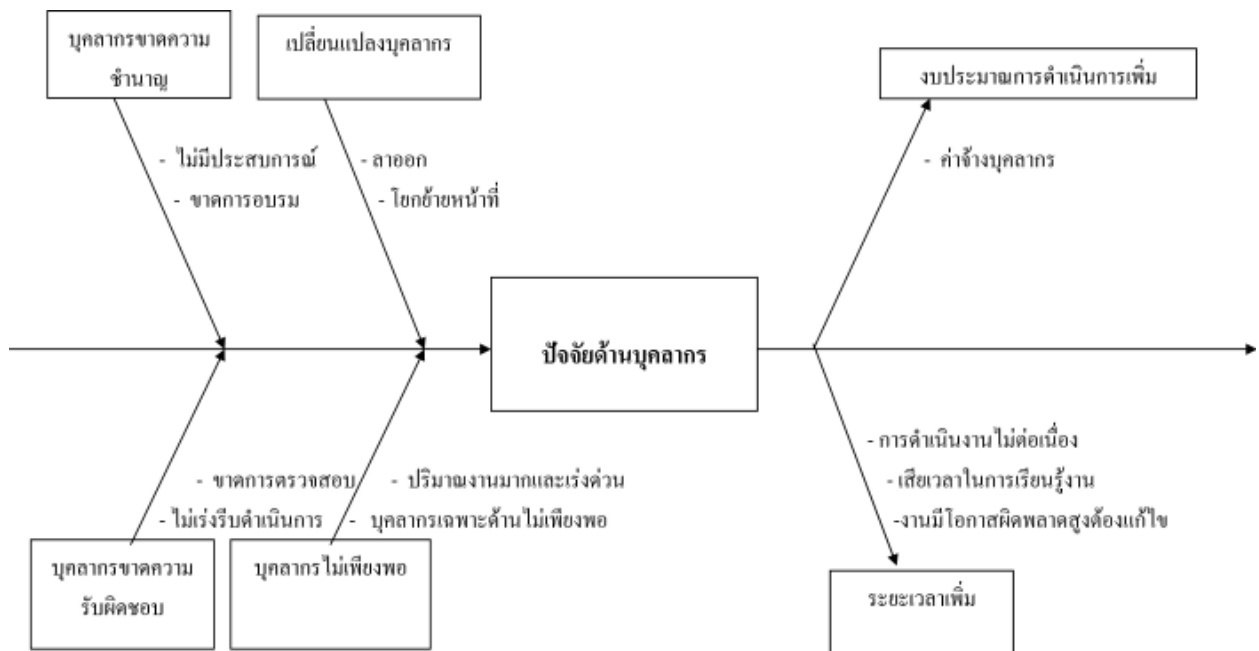 บุคลากรขาดความ
ชำนาญ
เปลี่ยนแปลงบุคลากร
งบประมาณการดำเนินการเพิ่ม
- ไม่มีประสบการณ์
- ขาดการอบรม
- ลาออก
- โยกย้ายหน้าที่
- ค่าจ้างบุคลากร
ปัจจัยด้านบุคลากร
- ขาดการตรวจสอบ
- ไม่เร่งรีบดำเนินการ
- ปริมาณงานมากและเร่งด่วน
- บุคลากรเฉพาะด้านไม่เพียงพอ
- การดำเนินงานไม่ต่อเนื่อง
- เสียเวลาในการเรียนรู้งาน
-งานมีโอกาสผิดพลาดสูงต้องแก้ไข
บุคลากรขาดความ
รับผิดชอบ
บุคลากรไม่เพียงพอ
ระยะเวลาเพิ่ม